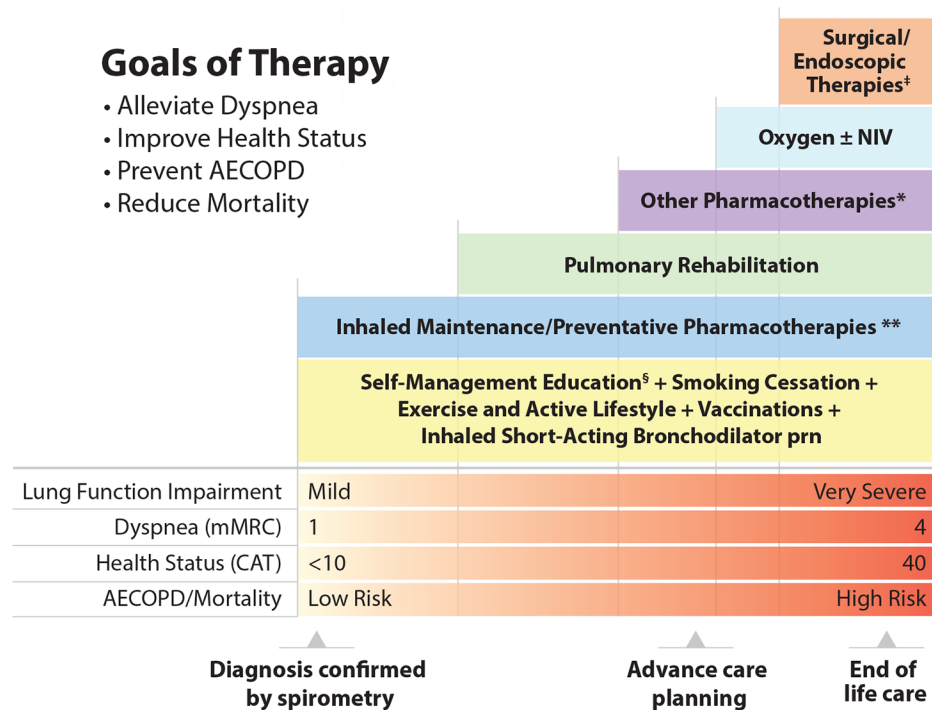 Goals of Therapy
• Alleviate Dyspnea
• Improve Health Status
• Prevent AECOPD
• Reduce Mortality
Surgical/
Endoscopic
Therapies‡
Oxygen ± NIV
Other Pharmacotherapies*
Pulmonary Rehabilitation
Inhaled Maintenance/Preventative Pharmacotherapies **
Self-Management Education§ + Smoking Cessation +
Exercise and Active Lifestyle + Vaccinations +
Inhaled Short-Acting Bronchodilator prn
Lung Function Impairment Mild Very Severe
Dyspnea (mMRC) 1 4
Health Status (CAT) <10 40
AECOPD/Mortality Low Risk High Risk
Diagnosis confirmed
by spirometry
Advance care
planning
End of
life care